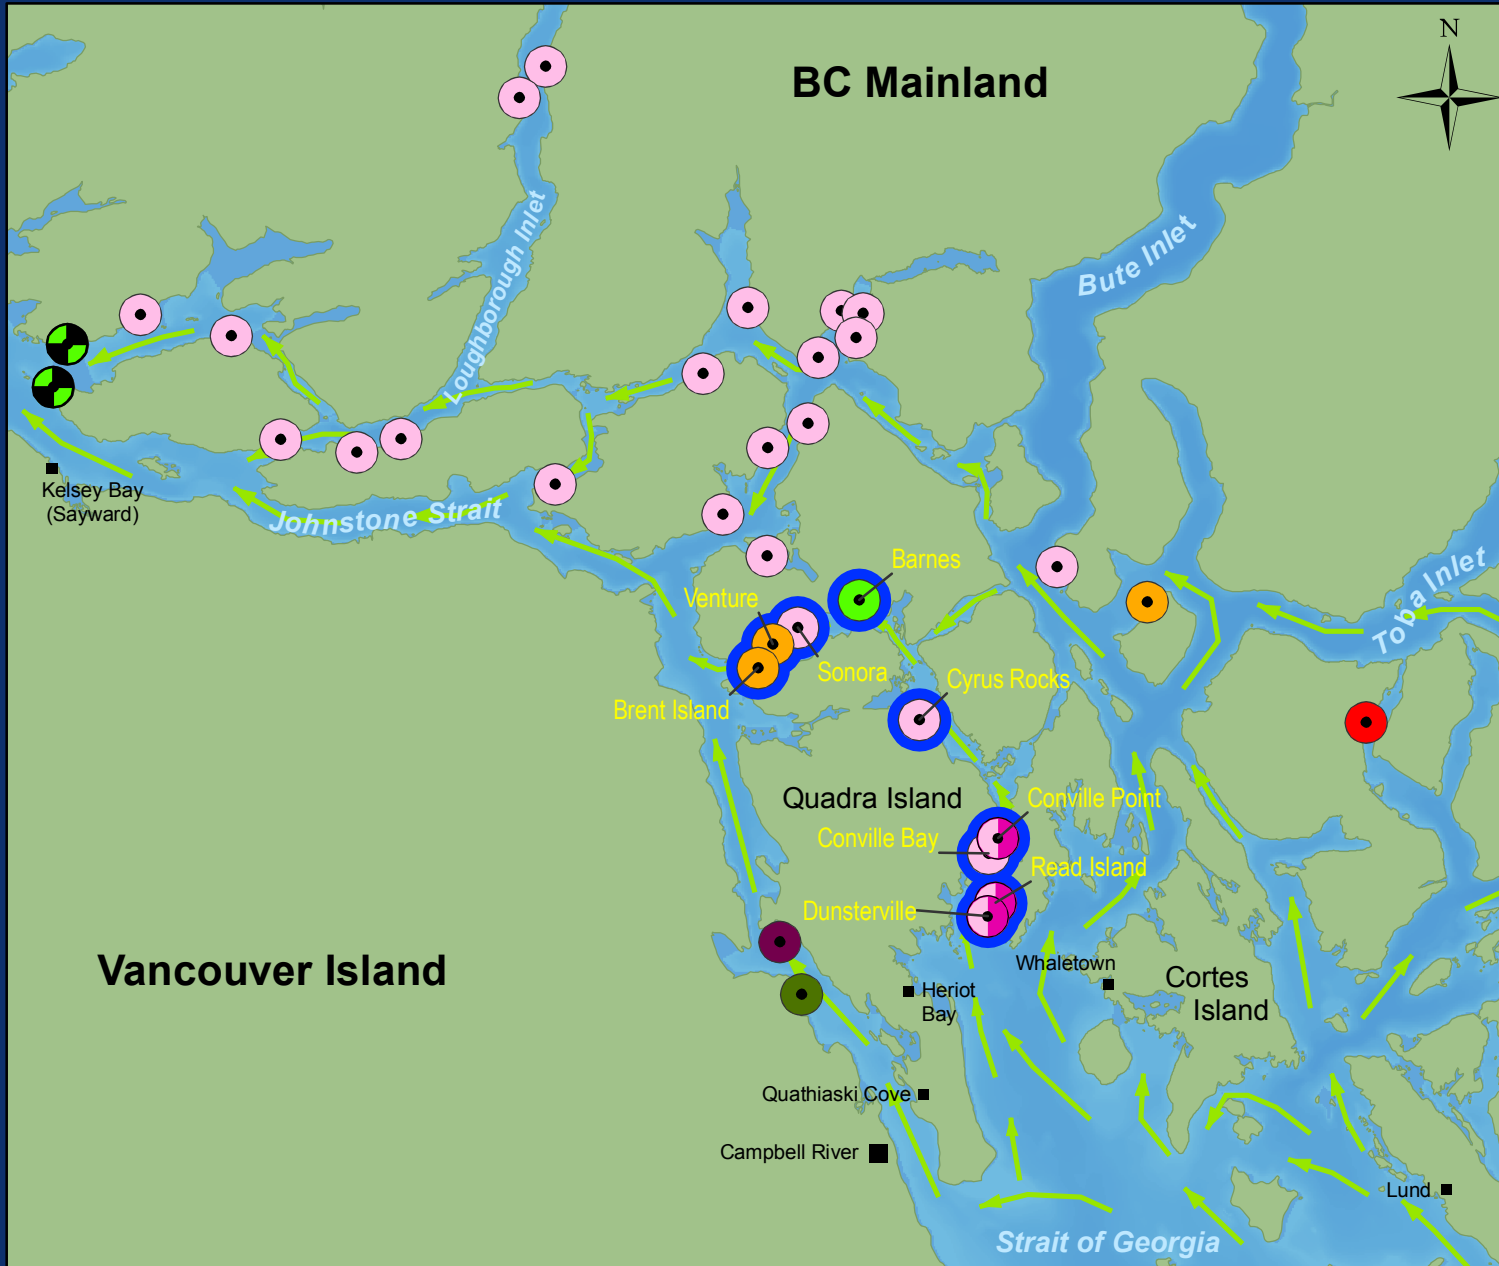 N
BC Mainland
Bute Inlet
Loughborough Inlet
Kelsey Bay
(Sayward)
Johnstone Strait
Barnes
Venture
Toba Inlet
Sonora
Cyrus Rocks
Brent Island
Quadra Island
Conville Point
Conville Bay
Read Island
Dunsterville
Vancouver Island
Whaletown
Cortes
Island
Heriot
Bay
Quathiaski Cove
Campbell River
Lund
Strait of Georgia